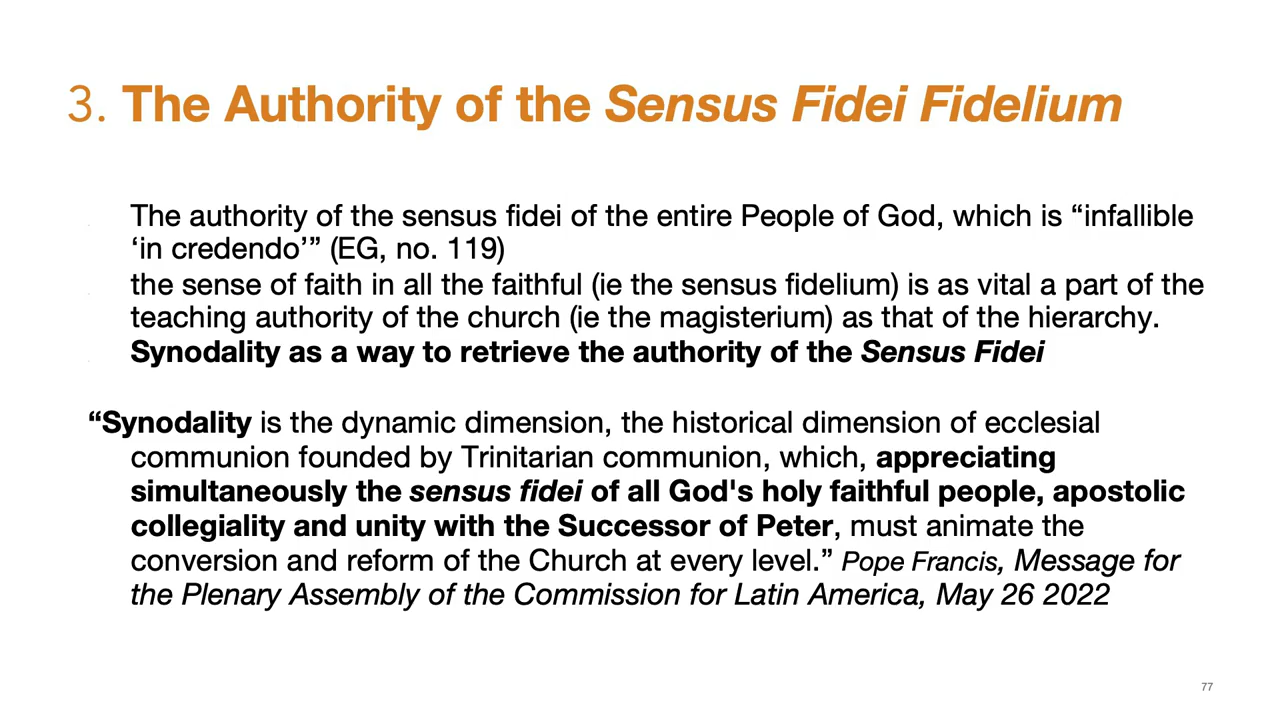 3. The Authority of the Sensus Fidei Fidelium
The authority of the sensus fidei of the entire People of God, which is “infallible
‘in credendo’” (EG, no. 119)
the sense of faith in all the faithful (ie the sensus fidelium) is as vital a part of the
teaching authority of the church (ie the magisterium) as that of the hierarchy.
Synodality as a way to retrieve the authority of the Sensus Fidei
“Synodality is the dynamic dimension, the historical dimension of ecclesial
communion founded by Trinitarian communion, which, appreciating
simultaneously the sensus fidei of all God's holy faithful people, apostolic
collegiality and unity with the Successor of Peter, must animate the
conversion and reform of the Church at every level.” Pope Francis, Message for
the Plenary Assembly of the Commission for Latin America, May 26 2022
77